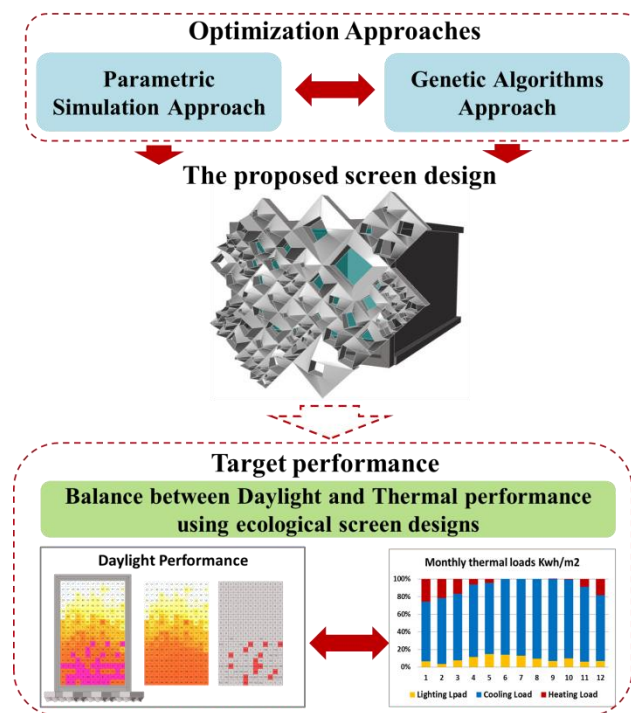 Optimization Approaches
Parametric
Simulation Approach
Genetic Algorithms
Approach
The proposed screen design
Target performance
Balance between Daylight and Thermal performance
using ecological screen designs
Daylight Performance
Monthly thermal loads Kwh/m2
100%
80%
60%
40%
20%
0%
1 2 3 4 5 6 7 8 9 10 11 12
Lighting Lpad Cooling Load Heating Load